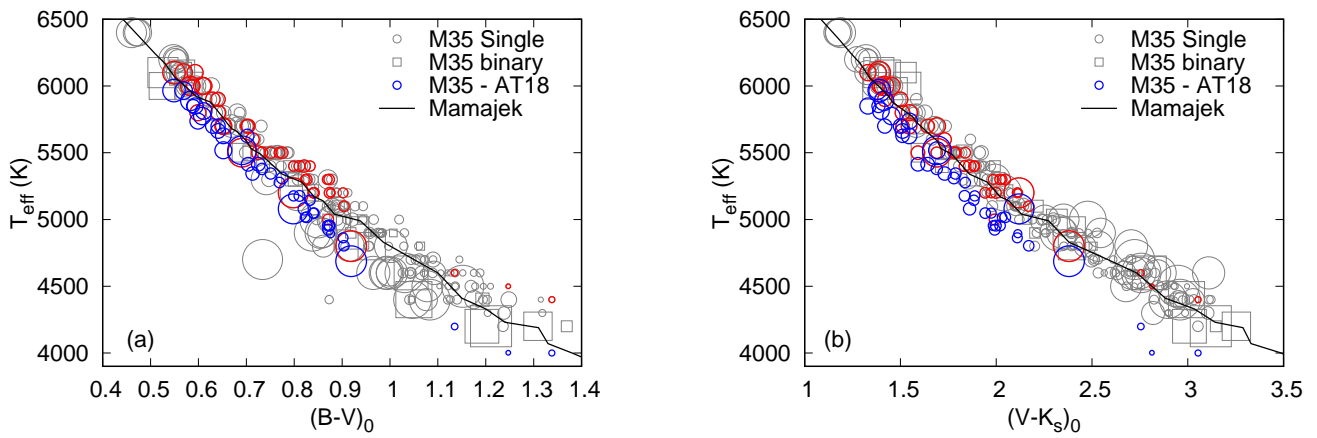 6500
6000
5500
5000
4500
4000
T_eff (K)
M35 Single
M35 binary
M35 - AT18
Mamajek
(a)
0.4 0.5 0.6 0.7 0.8 0.9 1 1.1 1.2 1.3 1.4
(B-V)_0
6500
6000
5500
5000
4500
4000
T_eff (K)
M35 Single
M35 binary
M35 - AT18
Mamajek
(b)
1 1.5 2 2.5 3 3.5
(V-K_s)_0